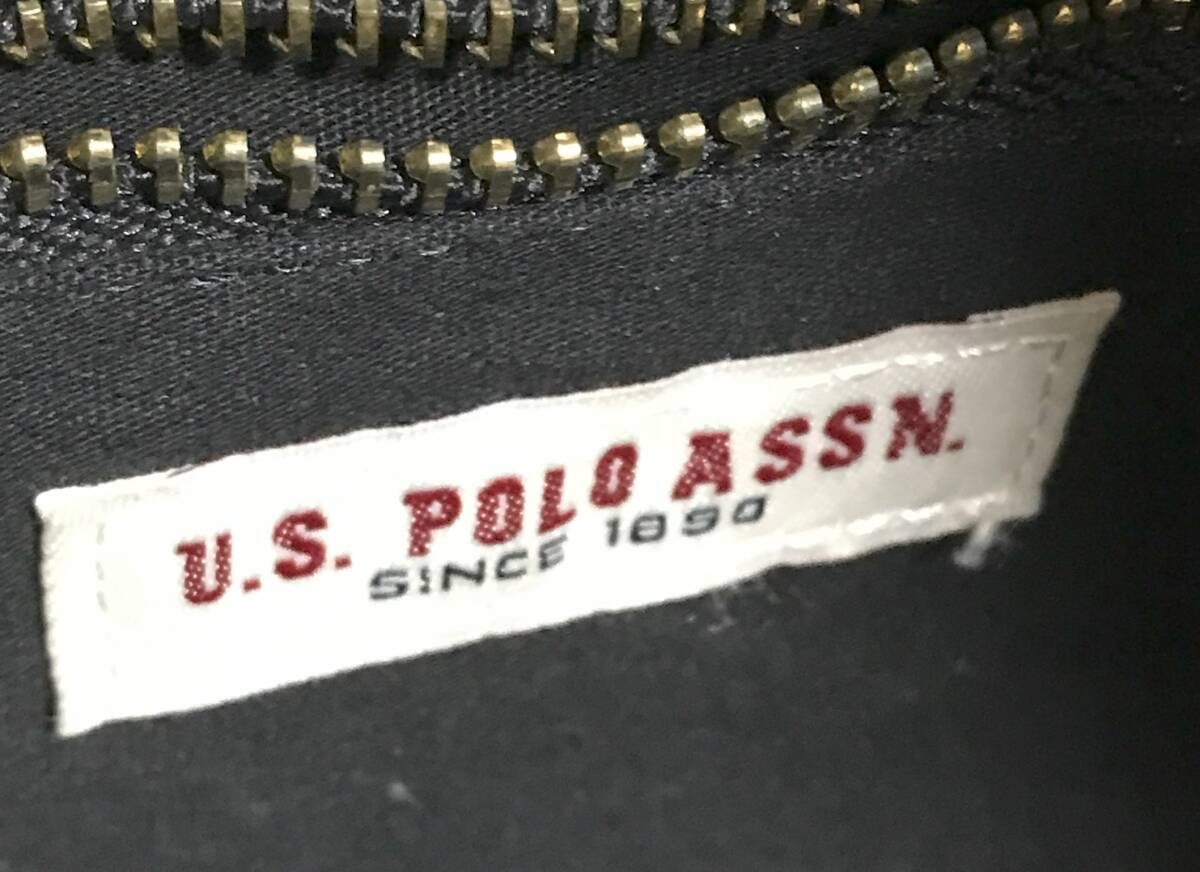 U.S. POLO ASSN.
SINCE 1890